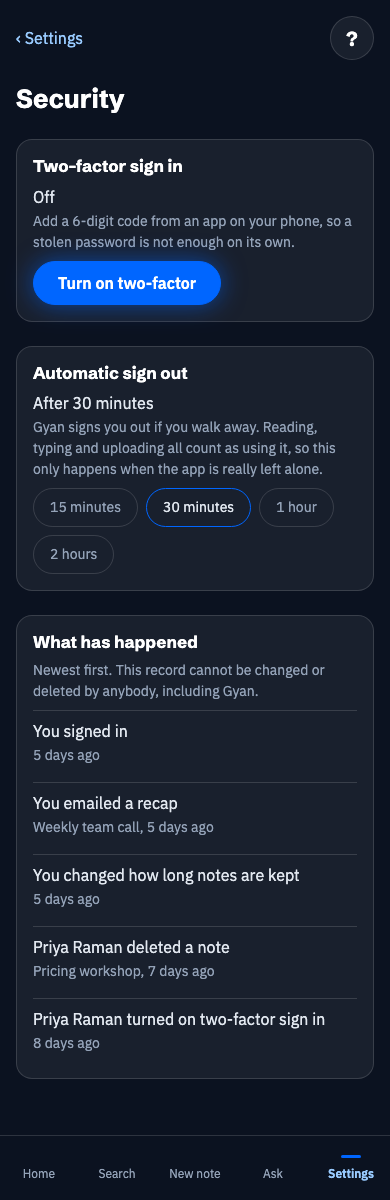 ‹ Settings
?
Security
Two-factor sign in
Off
Add a 6-digit code from an app on your phone, so a
stolen password is not enough on its own.
Turn on two-factor
Automatic sign out
After 30 minutes
Gyan signs you out if you walk away. Reading,
typing and uploading all count as using it, so this
only happens when the app is really left alone.
15 minutes
30 minutes
1 hour
2 hours
What has happened
Newest first. This record cannot be changed or
deleted by anybody, including Gyan.
You signed in
5 days ago
You emailed a recap
Weekly team call, 5 days ago
You changed how long notes are kept
5 days ago
Priya Raman deleted a note
Pricing workshop, 7 days ago
Priya Raman turned on two-factor sign in
8 days ago
Home
Search
New note
Ask
Settings